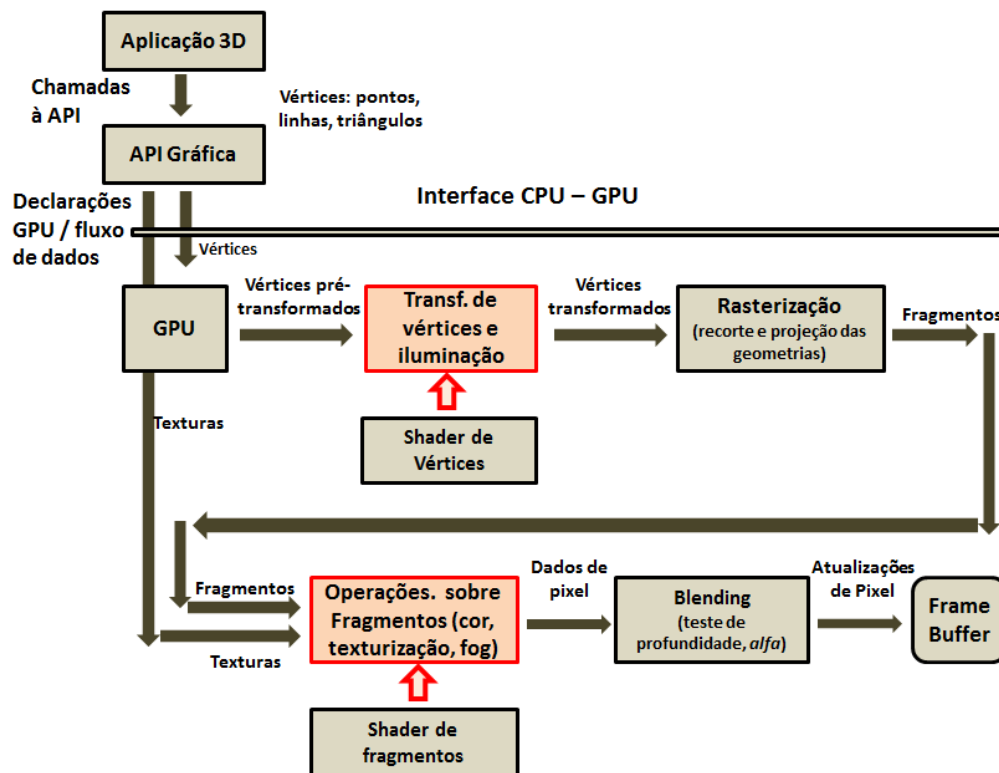 Aplicação 3D
Chamadas
à API
Vértices: pontos,
linhas, triângulos
API Gráfica
Declarações
GPU / fluxo
de dados
Interface CPU – GPU
Vértices
GPU
Vértices pré-
transformados
Transf. de
vértices e
iluminação
Vértices
transformados
Rasterização
(recorte e projeção das
geometrias)
Fragmentos
Texturas
Shader de
Vértices
Fragmentos
Texturas
Operações. sobre
Fragmentos (cor,
texturização, fog)
Dados de
pixel
Blending
(teste de
profundidade, alfa)
Atualizações
de Pixel
Frame
Buffer
Shader de
fragmentos